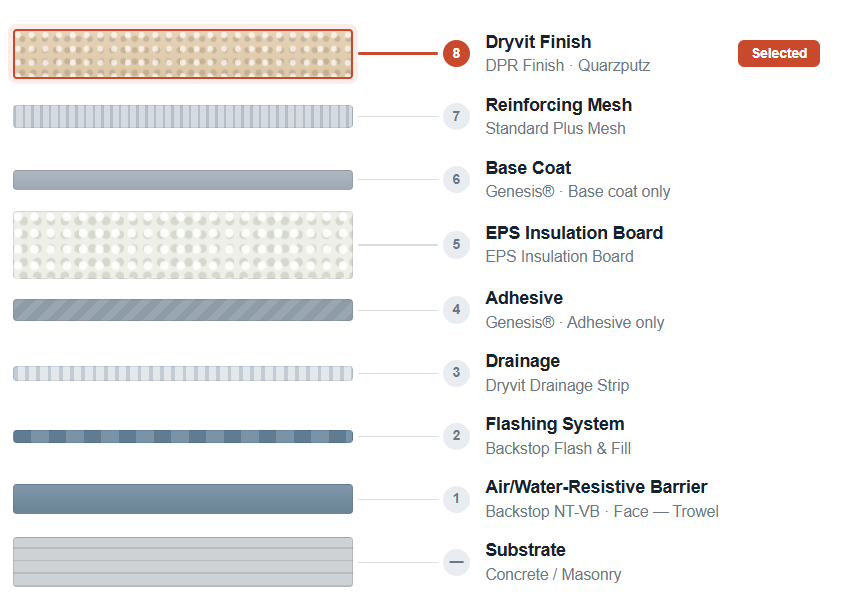 8
Dryvit Finish
DPR Finish · Quarzputz
Selected
7
Reinforcing Mesh
Standard Plus Mesh
6
Base Coat
Genesis® · Base coat only
5
EPS Insulation Board
EPS Insulation Board
4
Adhesive
Genesis® · Adhesive only
3
Drainage
Dryvit Drainage Strip
2
Flashing System
Backstop Flash & Fill
1
Air/Water-Resistive Barrier
Backstop NT-VB · Face — Trowel
—
Substrate
Concrete / Masonry